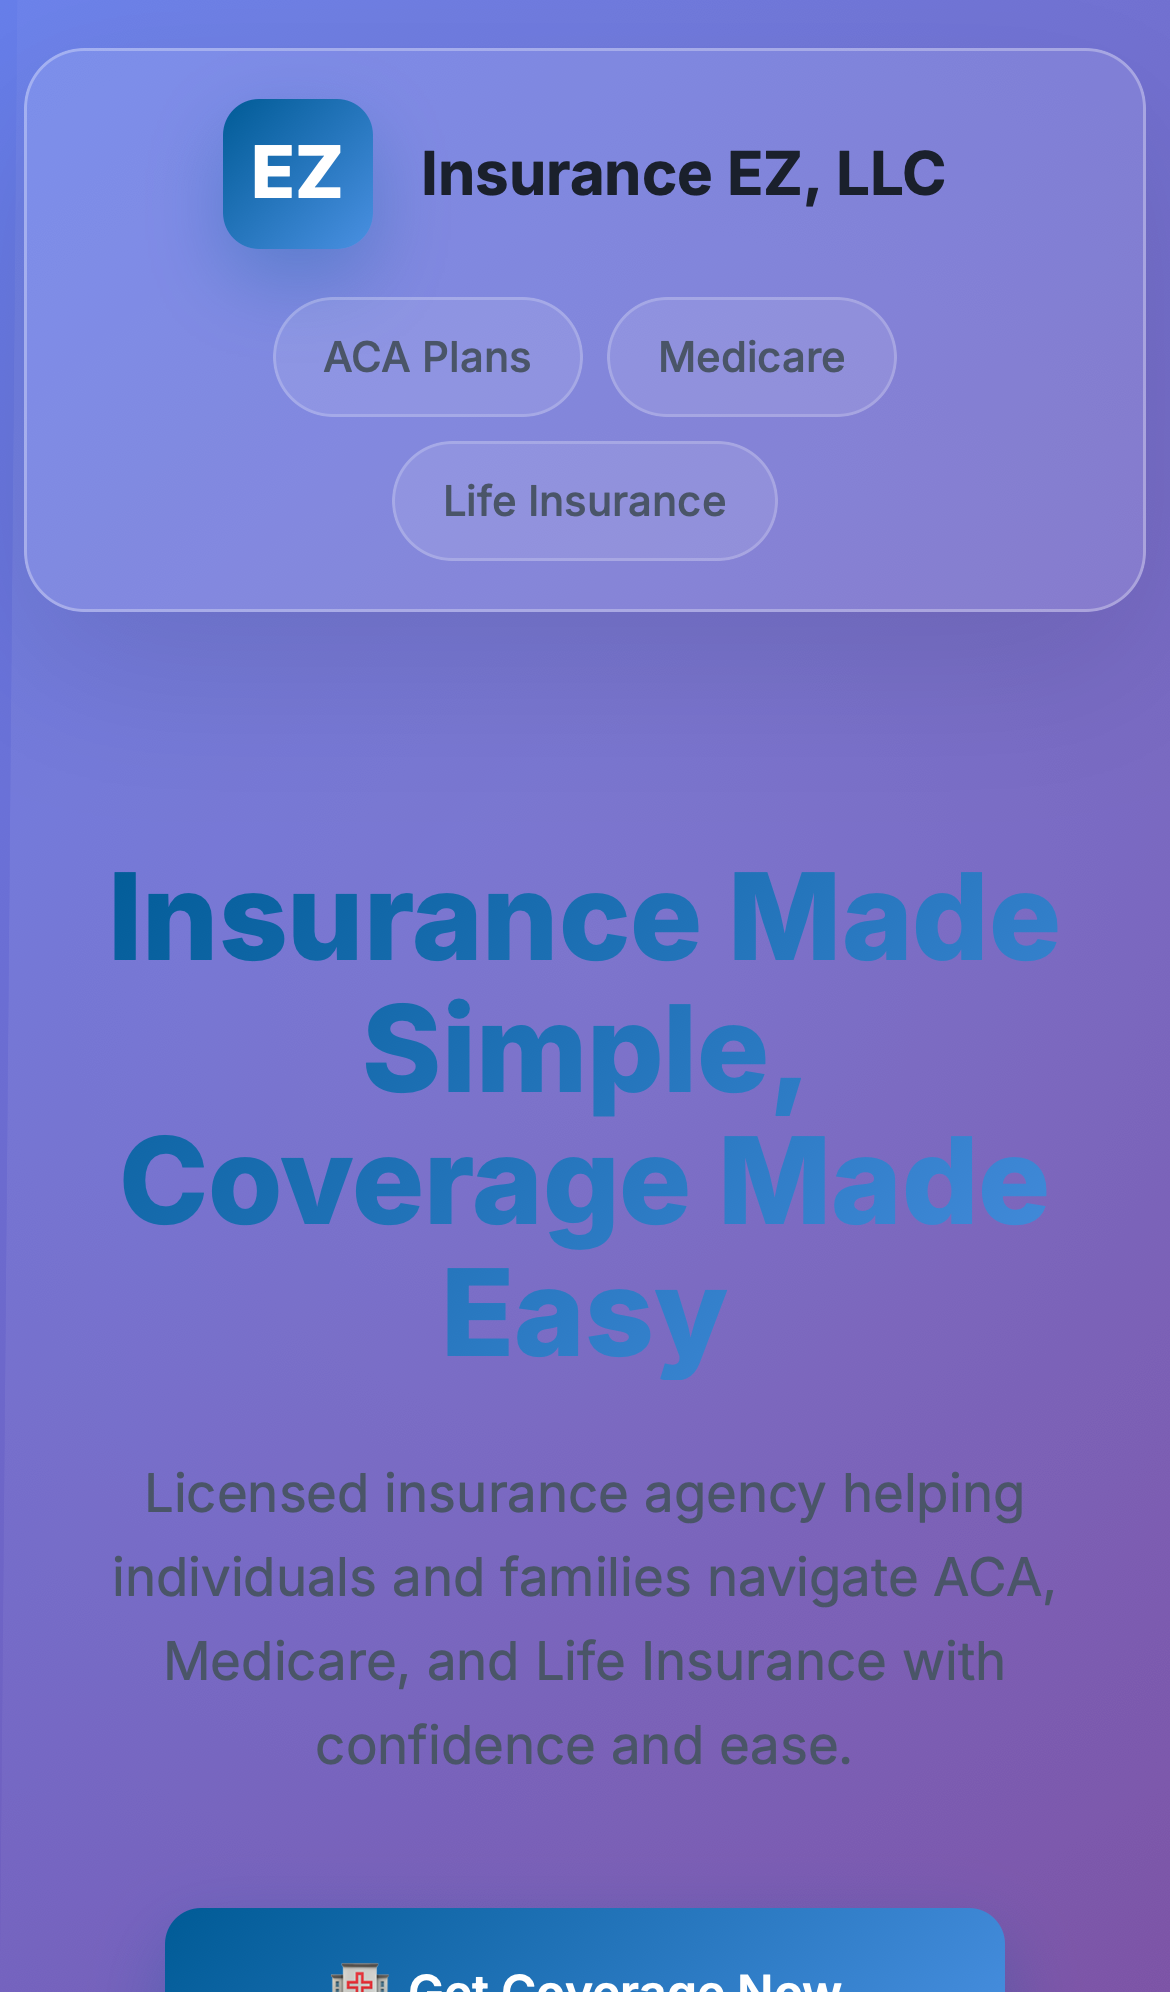 EZ
Insurance EZ, LLC
ACA Plans
Medicare
Life Insurance
Insurance Made
Simple,
Coverage Made
Easy
Licensed insurance agency helping
individuals and families navigate ACA,
Medicare, and Life Insurance with
confidence and ease.
Get Coverage Now